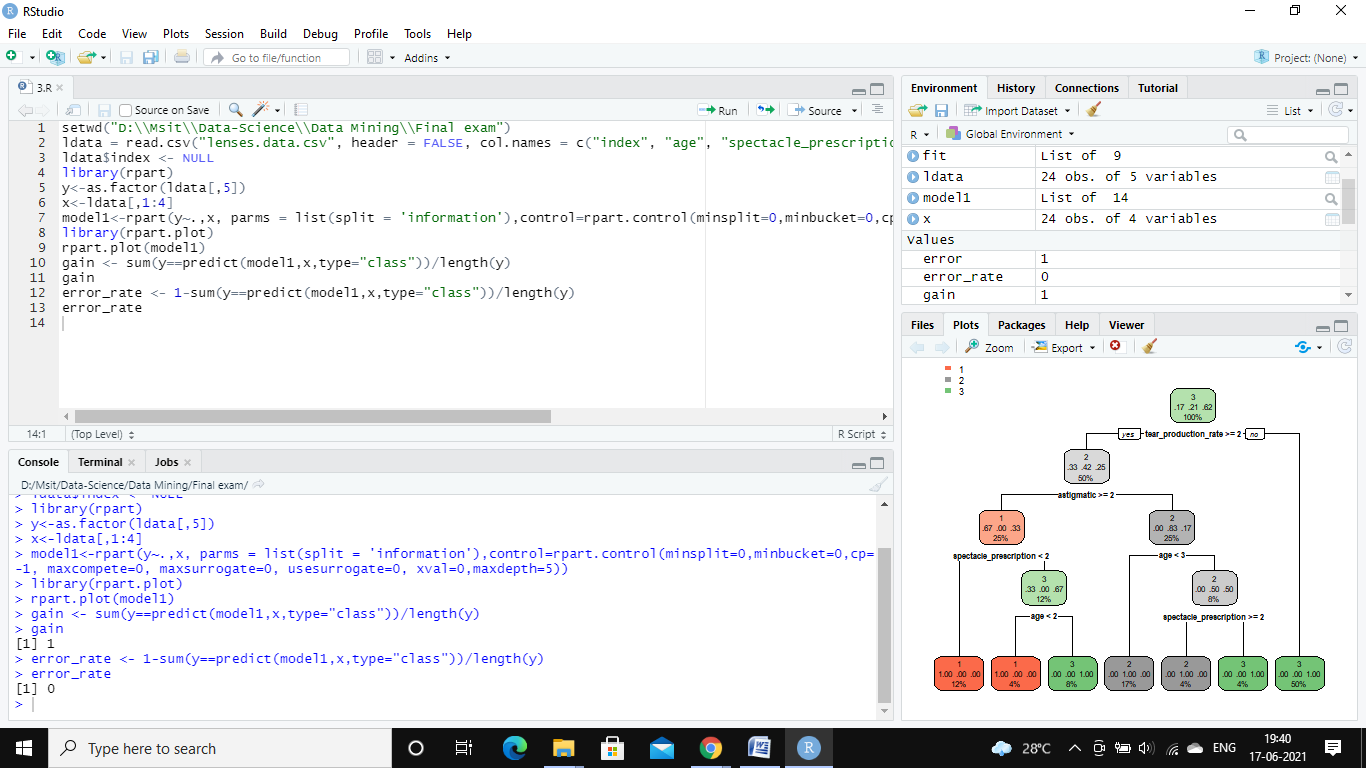 RStudio
File Edit Code View Plots Session Build Debug Profile Tools Help
Go to file/function Addins Project: (None)
3.R
Source on Save Run Source
1 setwd("D:\\Msit\\Data-Science\\Data Mining\\Final exam")
2 ldata = read.csv("lenses.data.csv", header = FALSE, col.names = c("index", "age", "spectacle_prescriptio
3 ldata$index <- NULL
4 library(rpart)
5 y<-as.factor(ldata[,5])
6 x<-ldata[,1:4]
7 model1<-rpart(y~.,x, parms = list(split = 'information'),control=rpart.control(minsplit=0,minbucket=0,cp
8 library(rpart.plot)
9 rpart.plot(model1)
10 gain <- sum(y==predict(model1,x,type="class"))/length(y)
11 gain
12 error_rate <- 1-sum(y==predict(model1,x,type="class"))/length(y)
13 error_rate
14
14:1 (Top Level) R Script
Console Terminal Jobs
D:/Msit/Data-Science/Data Mining/Final exam/
> ldata$index <- NULL
> library(rpart)
> y<-as.factor(ldata[,5])
> x<-ldata[,1:4]
> model1<-rpart(y~.,x, parms = list(split = 'information'),control=rpart.control(minsplit=0,minbucket=0,cp=
-1, maxcompete=0, maxsurrogate=0, usesurrogate=0, xval=0,maxdepth=5))
> library(rpart.plot)
> rpart.plot(model1)
> gain <- sum(y==predict(model1,x,type="class"))/length(y)
> gain
[1] 1
> error_rate <- 1-sum(y==predict(model1,x,type="class"))/length(y)
> error_rate
[1] 0
>
Environment History Connections Tutorial
Import Dataset List
R Global Environment
fit List of 9
ldata 24 obs. of 5 variables
model1 List of 14
x 24 obs. of 4 variables
Values
error 1
error_rate 0
gain 1
Files Plots Packages Help Viewer
Zoom Export
1
2
3
3
.17 .21 .62
100%
yes tear_production_rate >= 2 no
2
.33 .42 .25
50%
astigmatic >= 2
1
.67 .00 .33
25%
2
.00 .83 .17
25%
spectacle_prescription < 2
age < 3
3
.33 .00 .67
12%
2
.00 .50 .50
8%
age < 2
spectacle_prescription >= 2
1
1.00 .00 .00
12%
1
1.00 .00 .00
4%
3
.00 .00 1.00
8%
2
.00 1.00 .00
17%
2
.00 1.00 .00
4%
3
.00 .00 1.00
4%
3
.00 .00 1.00
50%
Type here to search
28°C ENG 19:40
17-06-2021